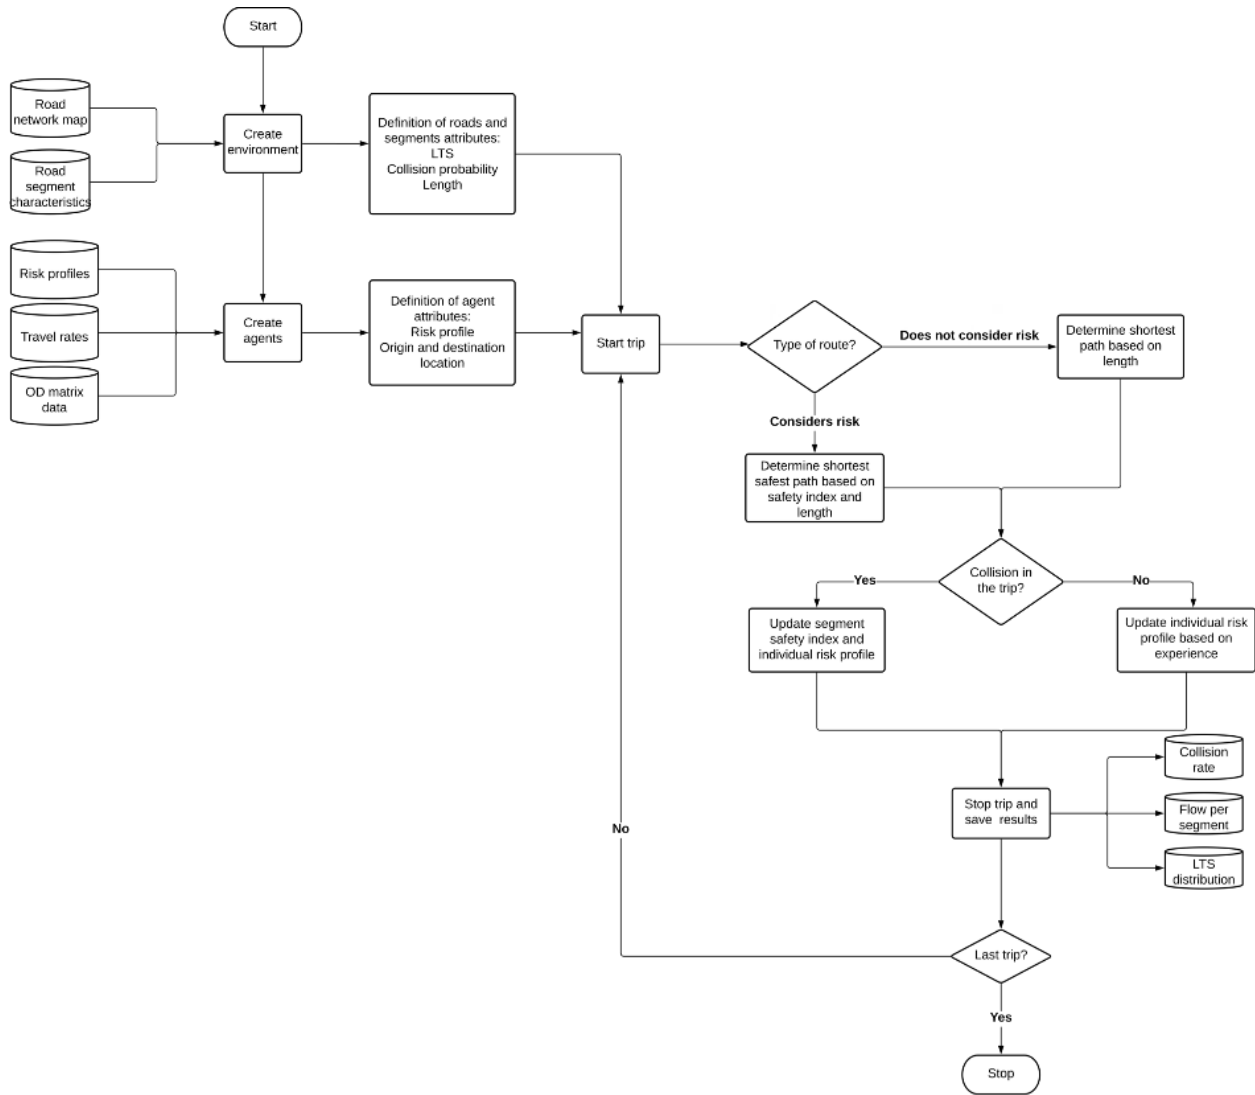 Start
Road
network map
Road
segment
characteristics
Create
environment
Definition of roads and
segments attributes:
LTS
Collision probability
Length
Risk profiles
Travel rates
OD matrix
data
Create
agents
Definition of agent
attributes:
Risk profile
Origin and destination
location
Start trip
Type of route?
Does not consider risk
Determine shortest
path based on
length
Considers risk
Determine shortest
safest path based on
safety index and
length
Collision in
the trip?
Yes
No
Update segment
safety index and
individual risk profile
Update individual risk
profile based on
experience
Stop trip and
save results
Collision
rate
Flow per
segment
LTS
distribution
No
Last trip?
Yes
Stop